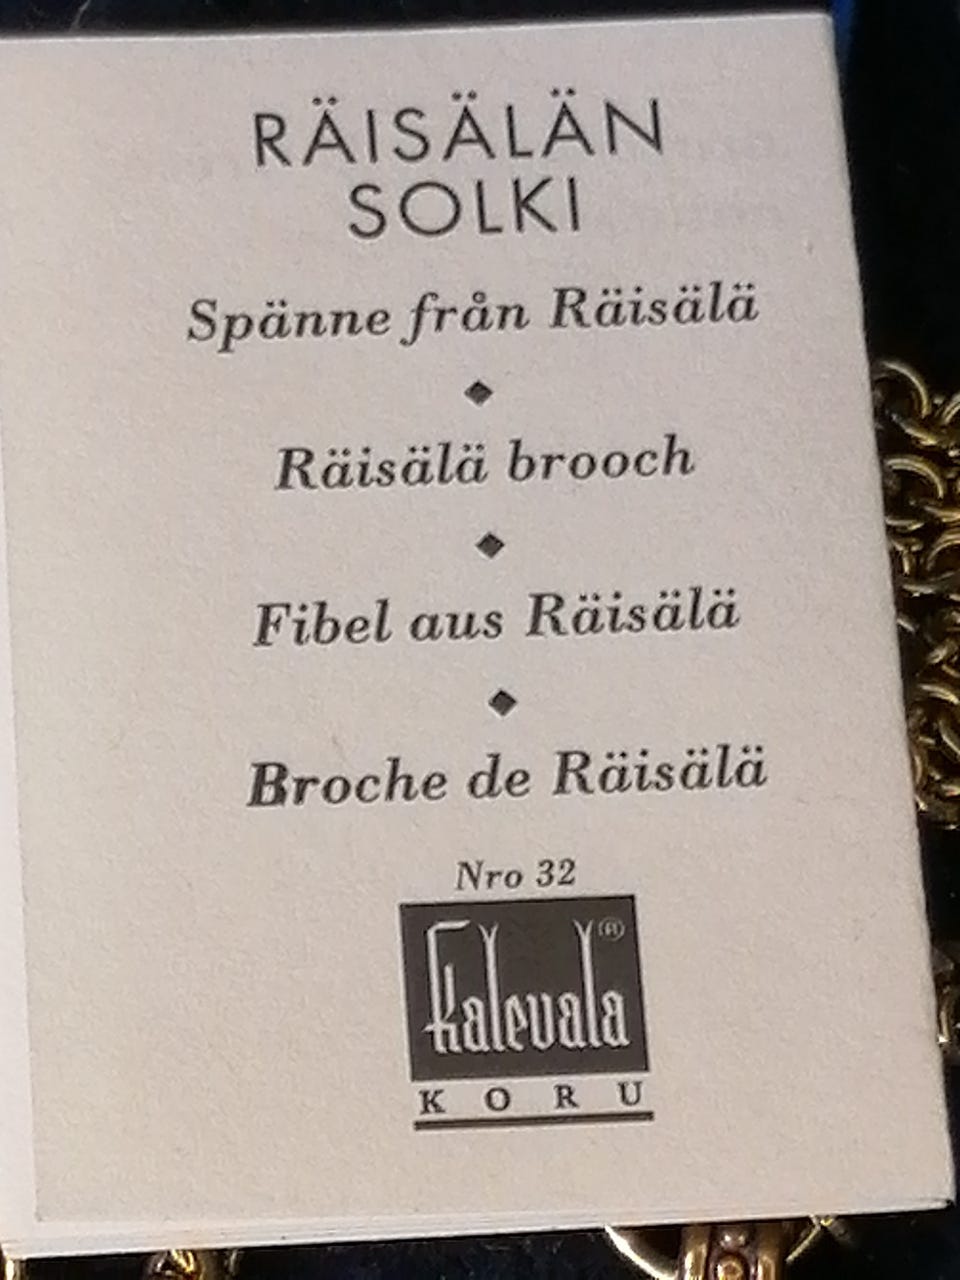 RÄISÄLÄN
SOLKI
Spänne från Räisälä
Räisälä brooch
Fibel aus Räisälä
Broche de Räisälä
Nro 32
Kalevala®
KORU